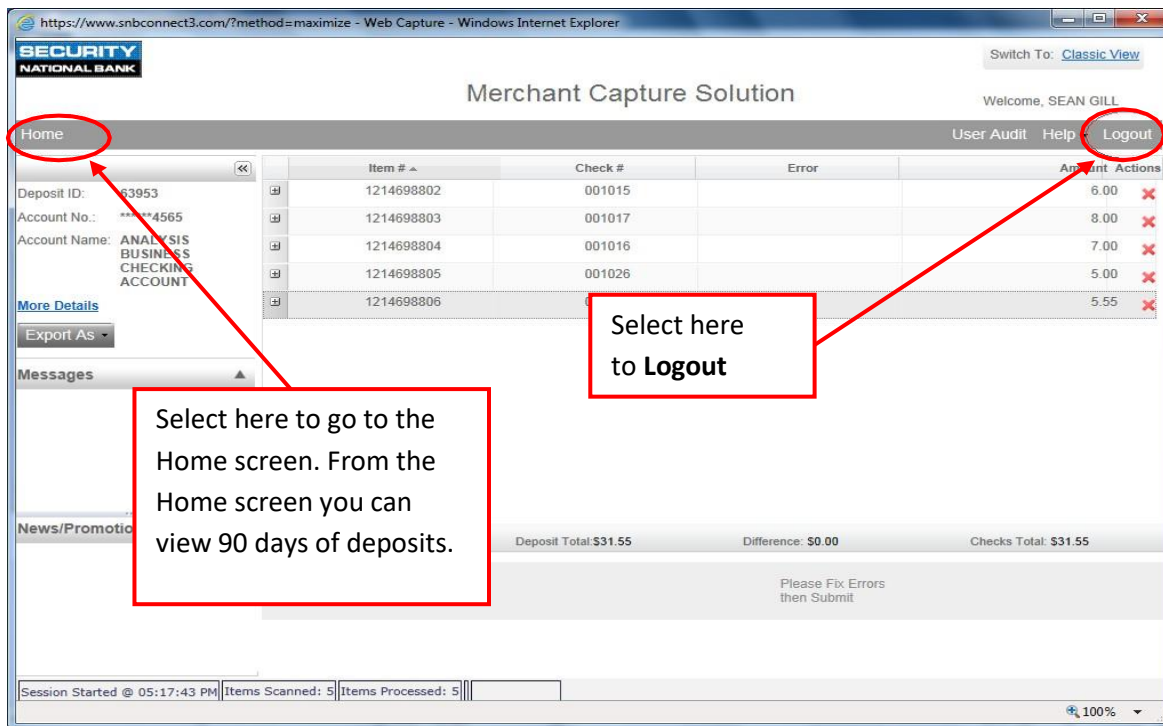 https://www.snbconnect3.com/?method=maximize - Web Capture - Windows Internet Explorer
SECURITY
NATIONAL BANK
Switch To: Classic View
Merchant Capture Solution
Welcome, SEAN GILL
Home
User Audit Help Logout
Item # Check # Error Amount Actions
Deposit ID: 63953
1214698802 001015 6.00
Account No.: ******4565
1214698803 001017 8.00
Account Name: ANALYSIS
BUSINESS
CHECKING
ACCOUNT
1214698804 001016 7.00
1214698805 001026 5.00
More Details
1214698806 5.55
Export As
Messages
Select here
to Logout
Select here to go to the
Home screen. From the
Home screen you can
view 90 days of deposits.
News/Promotio
Deposit Total:$31.55 Difference: $0.00 Checks Total: $31.55
Please Fix Errors
then Submit
Session Started @ 05:17:43 PM Items Scanned: 5 Items Processed: 5
100%